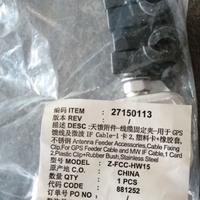 编码 ITEM : 27150113
版本 REV : /
描述 DESC : 天馈附件-线缆固定夹-用于GPS
馈线及微波IF Cable-1卡2,塑料卡+橡胶套,
不锈钢 Antenna Feeder Accessories,Cable Fixing
Clip,For GPS Feeder Cable and MW IF Cable,1 Card
2,Plastic Clip+Rubber Bush,Stainless Steel
型号 MODEL : Z-FCC-HW15
CHINA
数量 QTY : 1 PCS
881252
订单号 PO NO